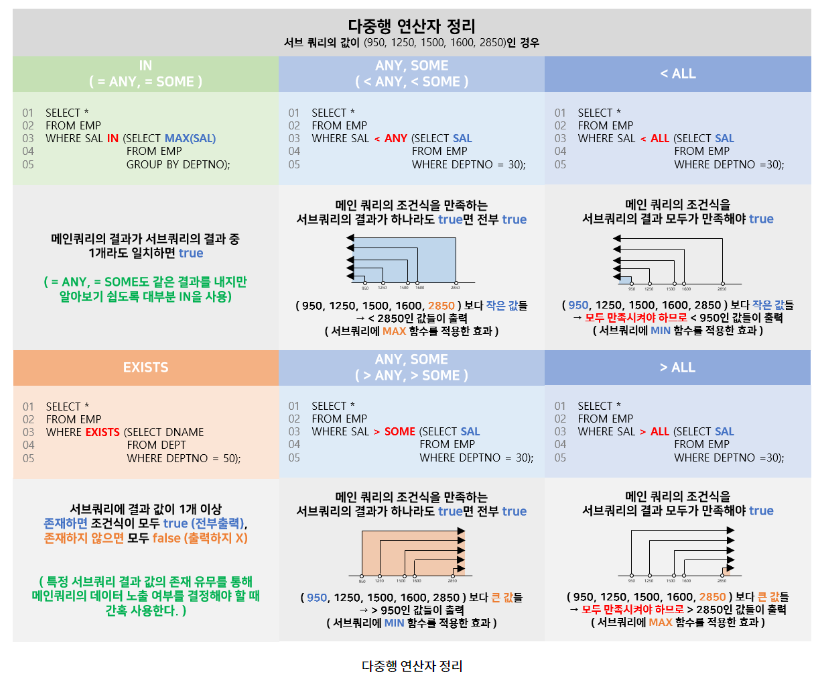 다중행 연산자 정리
서브 쿼리의 값이 (950, 1250, 1500, 1600, 2850)인 경우
IN
( = ANY, = SOME )
01 SELECT *
02 FROM EMP
03 WHERE SAL IN (SELECT MAX(SAL)
04 FROM EMP
05 GROUP BY DEPTNO);
메인쿼리의 결과가 서브쿼리의 결과 중
1개라도 일치하면 true
( = ANY, = SOME도 같은 결과를 내지만
알아보기 쉽도록 대부분 IN을 사용)
ANY, SOME
( < ANY, < SOME )
01 SELECT *
02 FROM EMP
03 WHERE SAL < ANY (SELECT SAL
04 FROM EMP
05 WHERE DEPTNO = 30);
메인 쿼리의 조건식을 만족하는
서브쿼리의 결과가 하나라도 true면 전부 true
950 1250 1500 1600 2850
( 950, 1250, 1500, 1600, 2850 ) 보다 작은 값들
→ < 2850인 값들이 출력
( 서브쿼리에 MAX 함수를 적용한 효과 )
< ALL
01 SELECT *
02 FROM EMP
03 WHERE SAL < ALL (SELECT SAL
04 FROM EMP
05 WHERE DEPTNO =30);
메인 쿼리의 조건식을
서브쿼리의 결과 모두가 만족해야 true
950 1250 1500 1600 2850
(950, 1250, 1500, 1600, 2850 ) 보다 작은 값들
→ 모두 만족시켜야 하므로 < 950인 값들이 출력
( 서브쿼리에 MIN 함수를 적용한 효과 )
EXISTS
01 SELECT *
02 FROM EMP
03 WHERE EXISTS (SELECT DNAME
04 FROM DEPT
05 WHERE DEPTNO = 50);
서브쿼리에 결과 값이 1개 이상
존재하면 조건식이 모두 true (전부출력),
존재하지 않으면 모두 false (출력하지 X)
( 특정 서브쿼리 결과 값의 존재 유무를 통해
메인쿼리의 데이터 노출 여부를 결정해야 할 때
간혹 사용한다. )
ANY, SOME
( > ANY, > SOME )
01 SELECT *
02 FROM EMP
03 WHERE SAL > SOME (SELECT SAL
04 FROM EMP
05 WHERE DEPTNO = 30);
메인 쿼리의 조건식을 만족하는
서브쿼리의 결과가 하나라도 true면 전부 true
950 1250 1500 1600 2850
( 950, 1250, 1500, 1600, 2850 ) 보다 큰 값들
→ > 950인 값들이 출력
( 서브쿼리에 MIN 함수를 적용한 효과 )
> ALL
01 SELECT *
02 FROM EMP
03 WHERE SAL > ALL (SELECT SAL
04 FROM EMP
05 WHERE DEPTNO =30);
메인 쿼리의 조건식을
서브쿼리의 결과 모두가 만족해야 true
950 1250 1500 1600 2850
(950, 1250, 1500, 1600, 2850 ) 보다 큰 값들
→ 모두 만족시켜야 하므로 > 2850인 값들이 출력
( 서브쿼리에 MAX 함수를 적용한 효과 )
다중행 연산자 정리